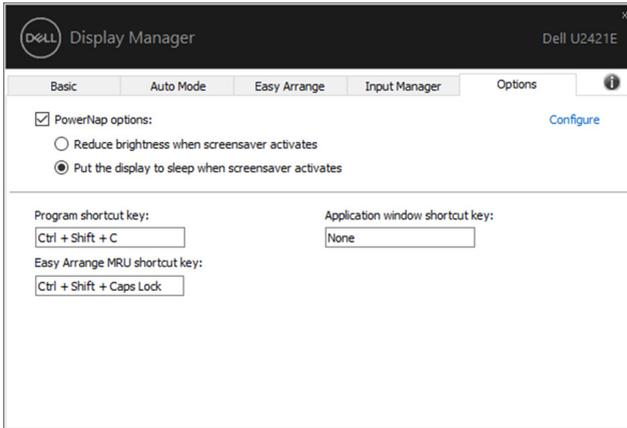 DELL
Display Manager
Dell U2421E
Basic Auto Mode Easy Arrange Input Manager Options
PowerNap options:
Configure
Reduce brightness when screensaver activates
Put the display to sleep when screensaver activates
Program shortcut key:
Application window shortcut key:
Ctrl + Shift + C
None
Easy Arrange MRU shortcut key:
Ctrl + Shift + Caps Lock